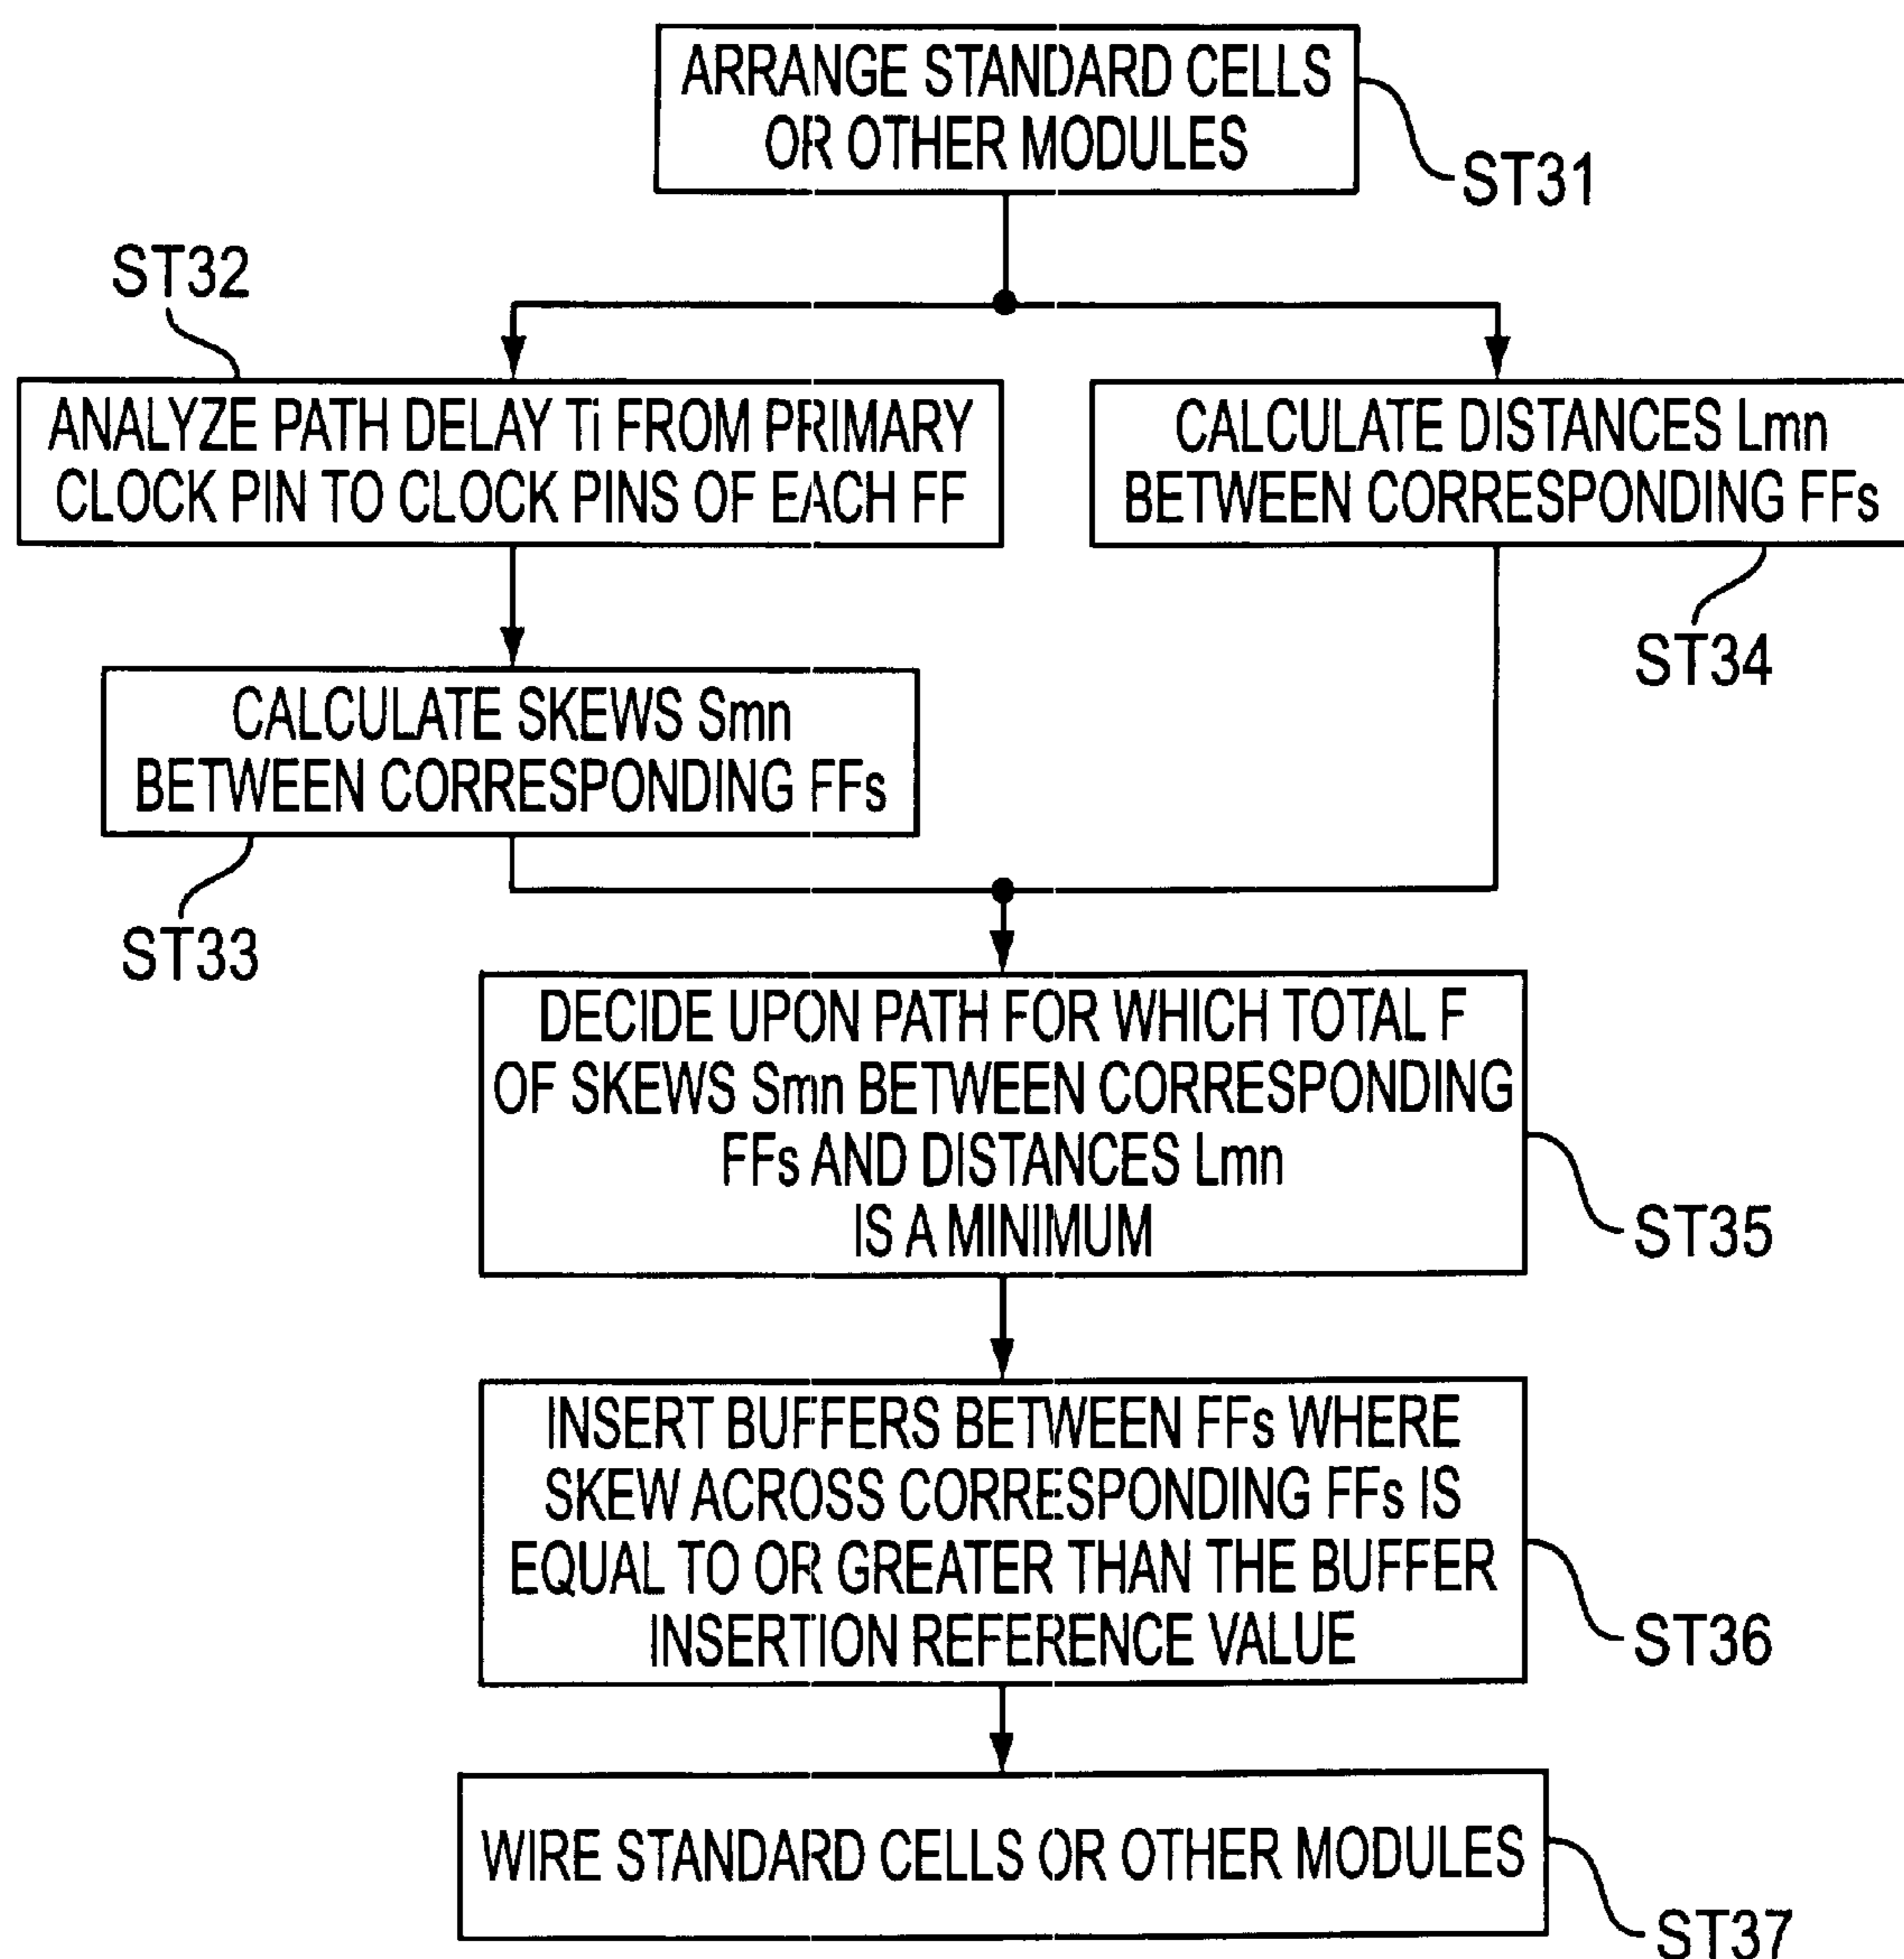 ARRANGE STANDARD CELLS
OR OTHER MODULES
ST31
ST32
ANALYZE PATH DELAY Ti FROM PRIMARY
CLOCK PIN TO CLOCK PINS OF EACH FF
CALCULATE DISTANCES Lmn
BETWEEN CORRESPONDING FFs
ST34
CALCULATE SKEWS Smn
BETWEEN CORRESPONDING FFs
ST33
DECIDE UPON PATH FOR WHICH TOTAL F
OF SKEWS Smn BETWEEN CORRESPONDING
FFs AND DISTANCES Lmn
IS A MINIMUM
ST35
INSERT BUFFERS BETWEEN FFs WHERE
SKEW ACROSS CORRESPONDING FFs IS
EQUAL TO OR GREATER THAN THE BUFFER
INSERTION REFERENCE VALUE
ST36
WIRE STANDARD CELLS OR OTHER MODULES
ST37